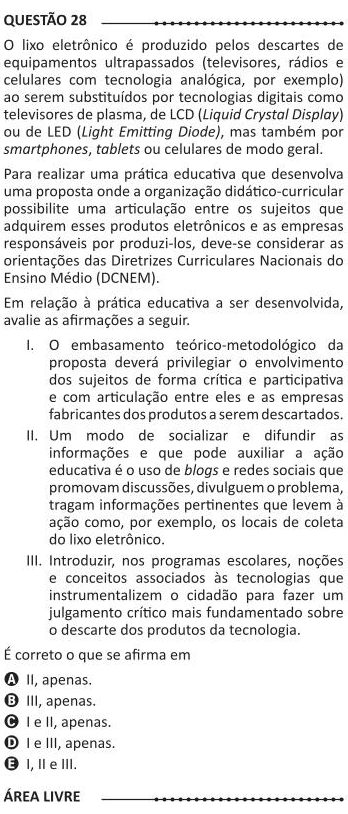 QUESTÃO 28
O lixo eletrônico é produzido pelos descartes de
equipamentos ultrapassados (televisores, rádios e
celulares com tecnologia analógica, por exemplo)
ao serem substituídos por tecnologias digitais como
televisores de plasma, de LCD (Liquid Crystal Display)
ou de LED (Light Emitting Diode), mas também por
smartphones, tablets ou celulares de modo geral.
Para realizar uma prática educativa que desenvolva
uma proposta onde a organização didático-curricular
possibilite uma articulação entre os sujeitos que
adquirem esses produtos eletrônicos e as empresas
responsáveis por produzi-los, deve-se considerar as
orientações das Diretrizes Curriculares Nacionais do
Ensino Médio (DCNEM).
Em relação à prática educativa a ser desenvolvida,
avalie as afirmações a seguir.
I. O embasamento teórico-metodológico da
proposta deverá privilegiar o envolvimento
dos sujeitos de forma crítica e participativa
e com articulação entre eles e as empresas
fabricantes dos produtos a serem descartados.
II. Um modo de socializar e difundir as
informações e que pode auxiliar a ação
educativa é o uso de blogs e redes sociais que
promovam discussões, divulguem o problema,
tragam informações pertinentes que levem à
ação como, por exemplo, os locais de coleta
do lixo eletrônico.
III. Introduzir, nos programas escolares, noções
e conceitos associados às tecnologias que
instrumentalizem o cidadão para fazer um
julgamento crítico mais fundamentado sobre
o descarte dos produtos da tecnologia.
É correto o que se afirma em
A II, apenas.
B III, apenas.
C I e II, apenas.
D I e III, apenas.
E I, II e III.
ÁREA LIVRE